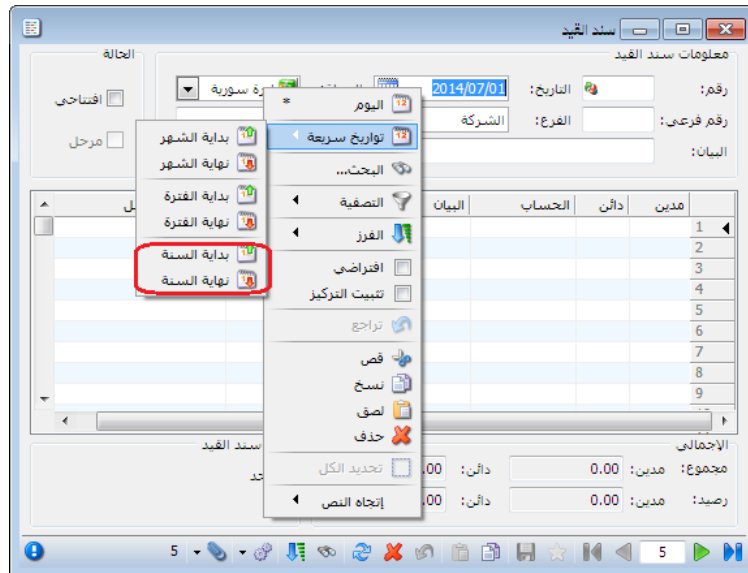 سند القيد
معلومات سند القيد
الحالة
رقم:
التاريخ:
2014/07/01
سورية
افتتاحي
رقم فرعي:
الفرع:
الشركة
مرحل
البيان:
اليوم *
تواريخ سريعة
البحث...
التصفية
الفرز
افتراضي
تثبيت التركيز
تراجع
قص
نسخ
لصق
حذف
تحديد الكل
إتجاه النص
بداية الشهر
نهاية الشهر
بداية الفترة
نهاية الفترة
بداية السنة
نهاية السنة
مدين
دائن
الحساب
البيان
1
2
3
4
5
6
7
8
9
الإجمالي
سند القيد
مجموع: مدين: 0.00 دائن: .00
رصيد: مدين: 0.00 دائن: .00
5
5